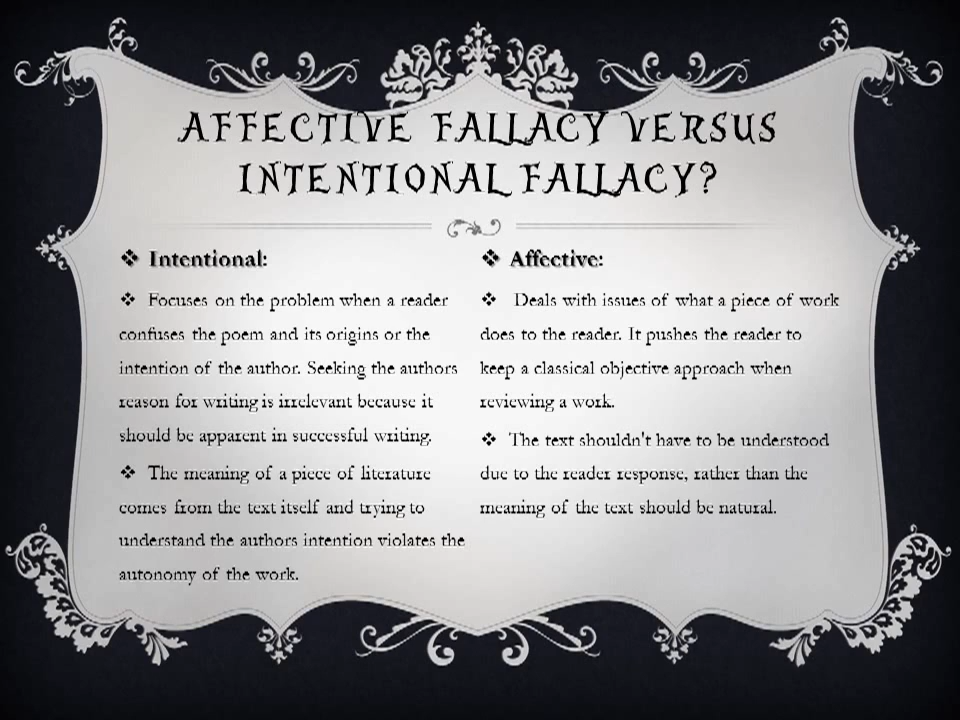 AFFECTIVE FALLACY VERSUS
INTENTIONAL FALLACY?
❖ Intentional:
❖ Focuses on the problem when a reader
confuses the poem and its origins or the
intention of the author. Seeking the authors
reason for writing is irrelevant because it
should be apparent in successful writing.
❖ The meaning of a piece of literature
comes from the text itself and trying to
understand the authors intention violates the
autonomy of the work.
❖ Affective:
❖ Deals with issues of what a piece of work
does to the reader. It pushes the reader to
keep a classical objective approach when
reviewing a work.
❖ The text shouldn't have to be understood
due to the reader response, rather than the
meaning of the text should be natural.